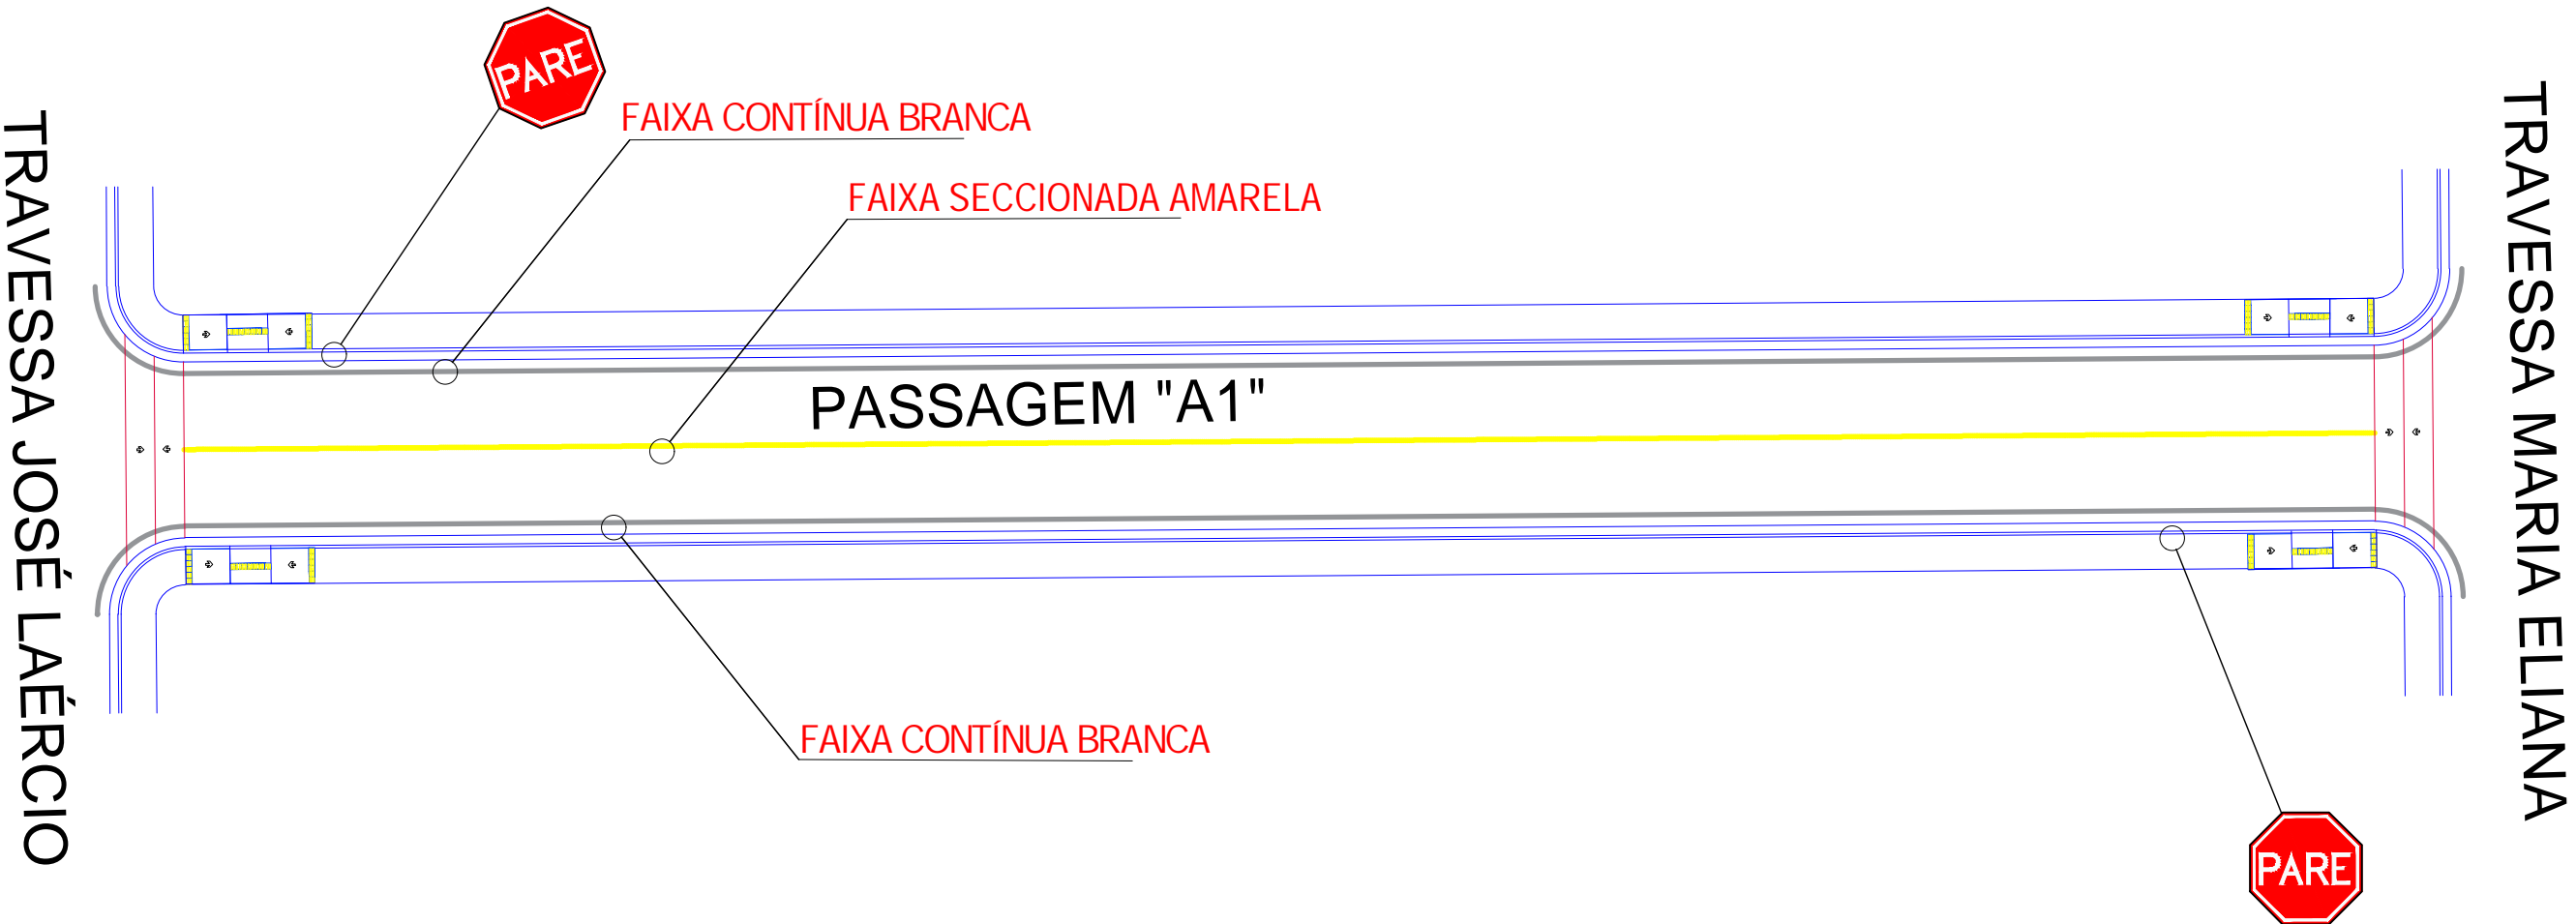 PARE
FAIXA CONTÍNUA BRANCA
FAIXA SECCIONADA AMARELA
TRAVESSA JOSÉ LAÉRCIO
PASSAGEM "A1"
TRAVESSA MARIA ELIANA
FAIXA CONTÍNUA BRANCA
PARE